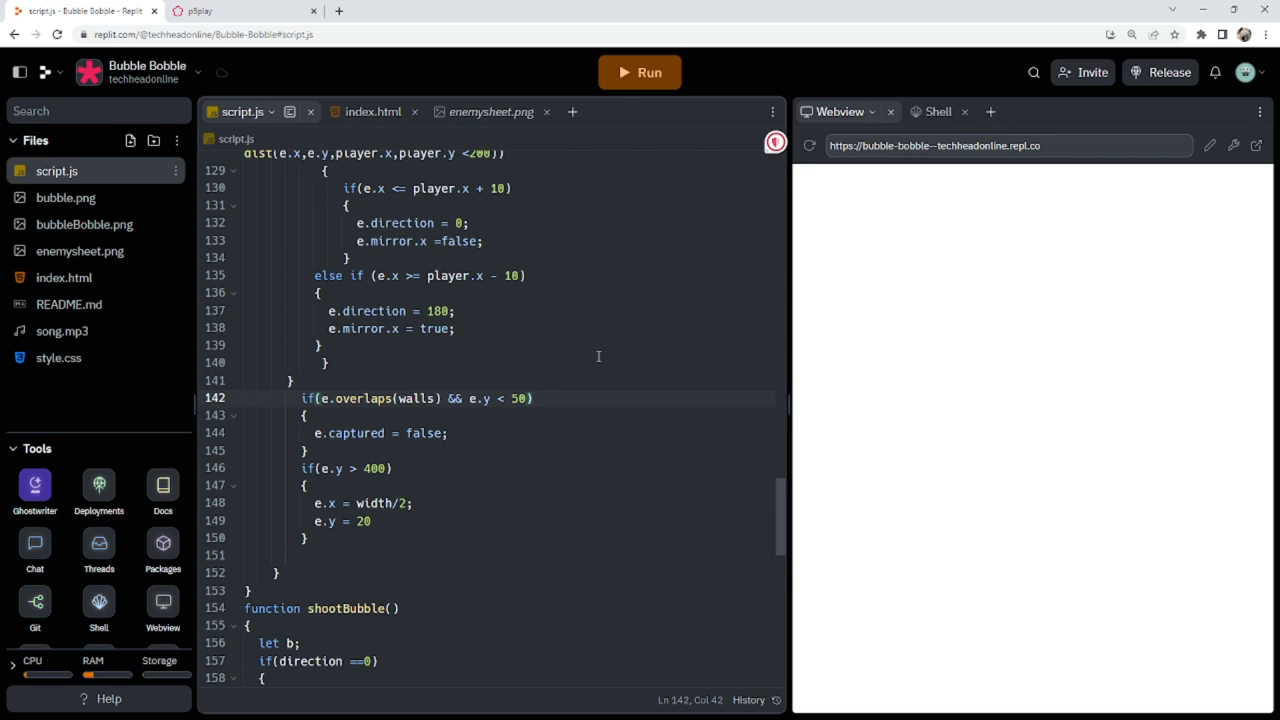 script.js - Bubble Bobble - Replit
p5play
replit.com/@techheadonline/Bubble-Bobble#script.js
Bubble Bobble
techheadonline
Run
Invite
Release
Search
Files
script.js
bubble.png
bubbleBobble.png
enemysheet.png
index.html
README.md
song.mp3
style.css
Tools
Ghostwriter
Deployments
Docs
Chat
Threads
Packages
Git
Shell
Webview
CPU
RAM
Storage
? Help
script.js
index.html
enemysheet.png
script.js
dist(e.x,e.y,player.x,player.y <200))
129 {
130 if(e.x <= player.x + 10)
131 {
132 e.direction = 0;
133 e.mirror.x =false;
134 }
135 else if (e.x >= player.x - 10)
136 {
137 e.direction = 180;
138 e.mirror.x = true;
139 }
140 }
141 }
142 if(e.overlaps(walls) && e.y < 50)
143 {
144 e.captured = false;
145 }
146 if(e.y > 400)
147 {
148 e.x = width/2;
149 e.y = 20
150 }
151
152 }
153 }
154 function shootBubble()
155 {
156 let b;
157 if(direction ==0)
158 {
Ln 142, Col 42
History
Webview
Shell
https://bubble-bobble--techheadonline.repl.co